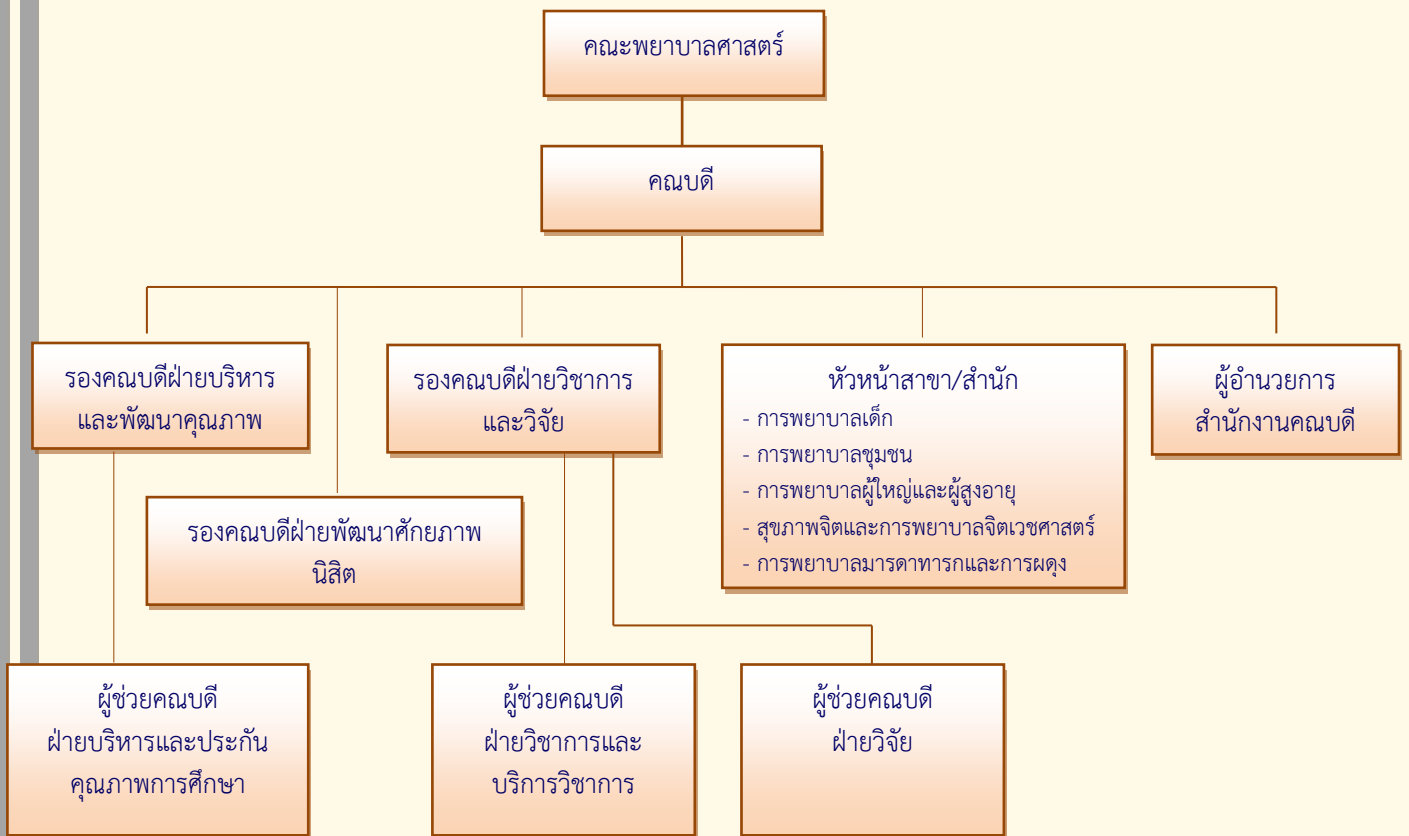 คณะพยาบาลศาสตร์
คณบดี
รองคณบดีฝ่ายบริหาร
และพัฒนาคุณภาพ
รองคณบดีฝ่ายวิชาการ
และวิจัย
หัวหน้าสาขา/สำนัก
- การพยาบาลเด็ก
- การพยาบาลชุมชน
- การพยาบาลผู้ใหญ่และผู้สูงอายุ
- สุขภาพจิตและการพยาบาลจิตเวชศาสตร์
- การพยาบาลมารดาทารกและการผดุง
ผู้อำนวยการ
สำนักงานคณบดี
รองคณบดีฝ่ายพัฒนาศักยภาพ
นิสิต
ผู้ช่วยคณบดี
ฝ่ายบริหารและประกัน
คุณภาพการศึกษา
ผู้ช่วยคณบดี
ฝ่ายวิชาการและ
บริการวิชาการ
ผู้ช่วยคณบดี
ฝ่ายวิจัย